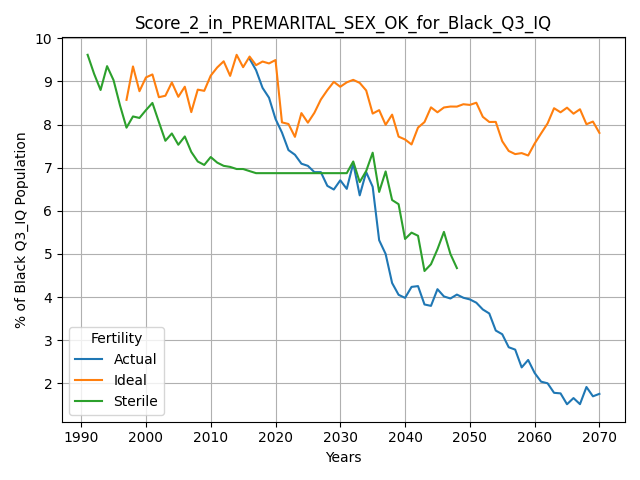 Score_2_in_PREMARITAL_SEX_OK_for_Black_Q3_IQ
% of Black Q3_IQ Population
10
9
8
7
6
5
4
3
2
Fertility
Actual
Ideal
Sterile
1990 2000 2010 2020 2030 2040 2050 2060 2070
Years